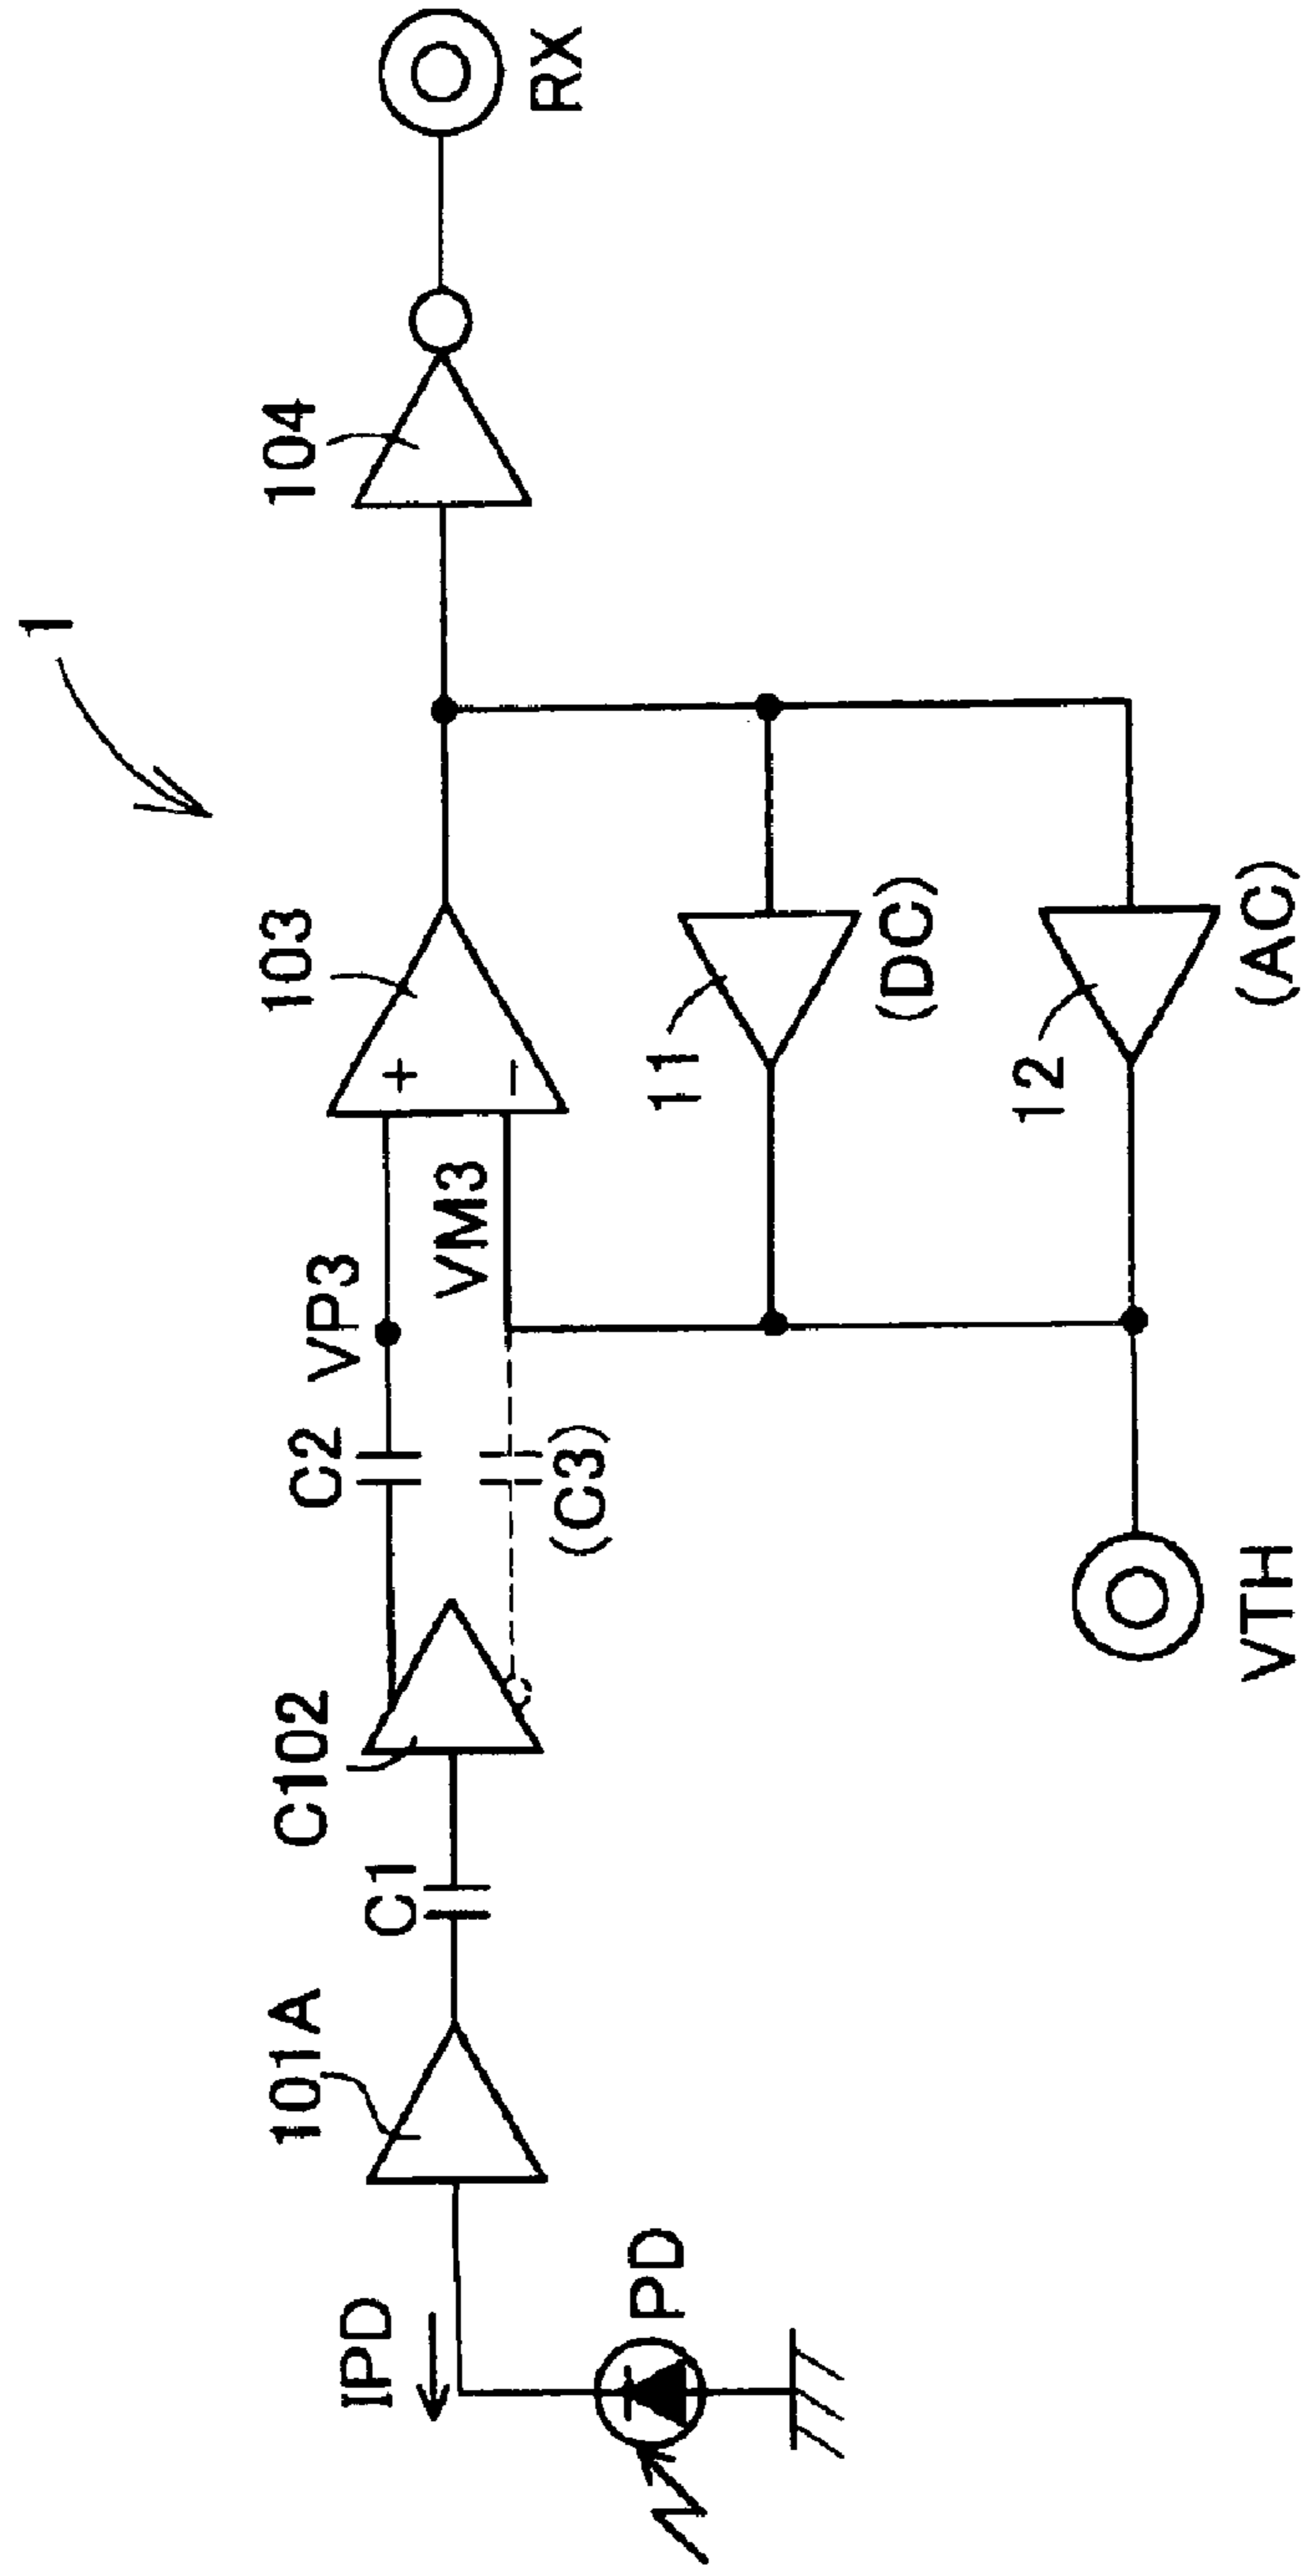 1
IPD
PD
101A
C1
C102
C2
(C3)
VP3
VM3
+
−
103
104
RX
11
(DC)
12
(AC)
VTH